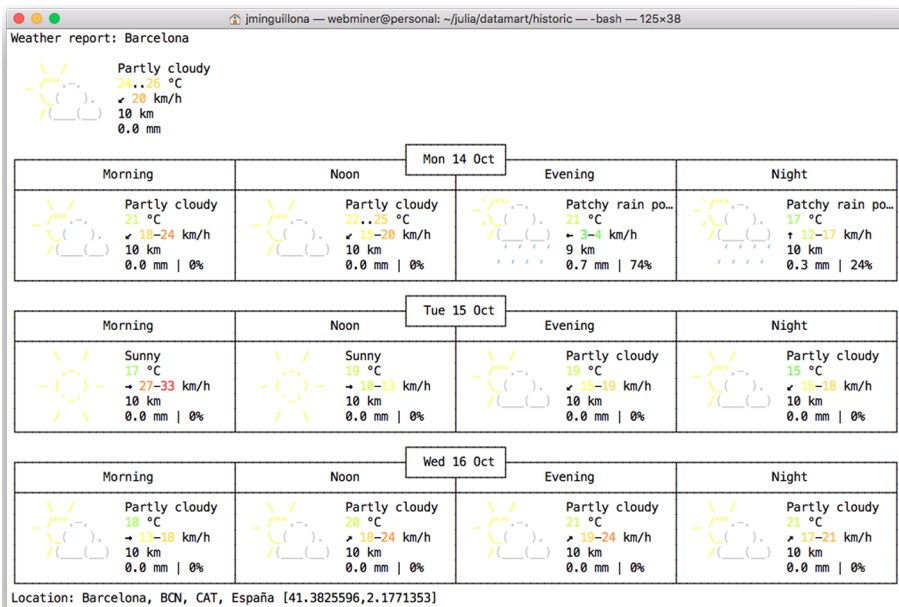 jminguillona — webminer@personal: ~/julia/datamart/historic — -bash — 125×38
Weather report: Barcelona
Partly cloudy
24..26 °C
↙ 20 km/h
10 km
0.0 mm
Mon 14 Oct
Morning Noon Evening Night
Partly cloudy Partly cloudy Patchy rain po… Patchy rain po…
21 °C 22..25 °C 21 °C 17 °C
↙ 18-24 km/h ↙ 15-20 km/h ← 3-4 km/h ↑ 12-17 km/h
10 km 10 km 9 km 10 km
0.0 mm | 0% 0.0 mm | 0% 0.7 mm | 74% 0.3 mm | 24%
Tue 15 Oct
Morning Noon Evening Night
Sunny Sunny Partly cloudy Partly cloudy
17 °C 19 °C 19 °C 15 °C
→ 27-33 km/h → 10-13 km/h ↙ 15-19 km/h ↙ 15-18 km/h
10 km 10 km 10 km 10 km
0.0 mm | 0% 0.0 mm | 0% 0.0 mm | 0% 0.0 mm | 0%
Wed 16 Oct
Morning Noon Evening Night
Partly cloudy Partly cloudy Partly cloudy Partly cloudy
18 °C 20 °C 21 °C 21 °C
→ 13-18 km/h ↗ 18-24 km/h ↗ 19-24 km/h ↗ 17-21 km/h
10 km 10 km 10 km 10 km
0.0 mm | 0% 0.0 mm | 0% 0.0 mm | 0% 0.0 mm | 0%
Location: Barcelona, BCN, CAT, España [41.3825596,2.1771353]